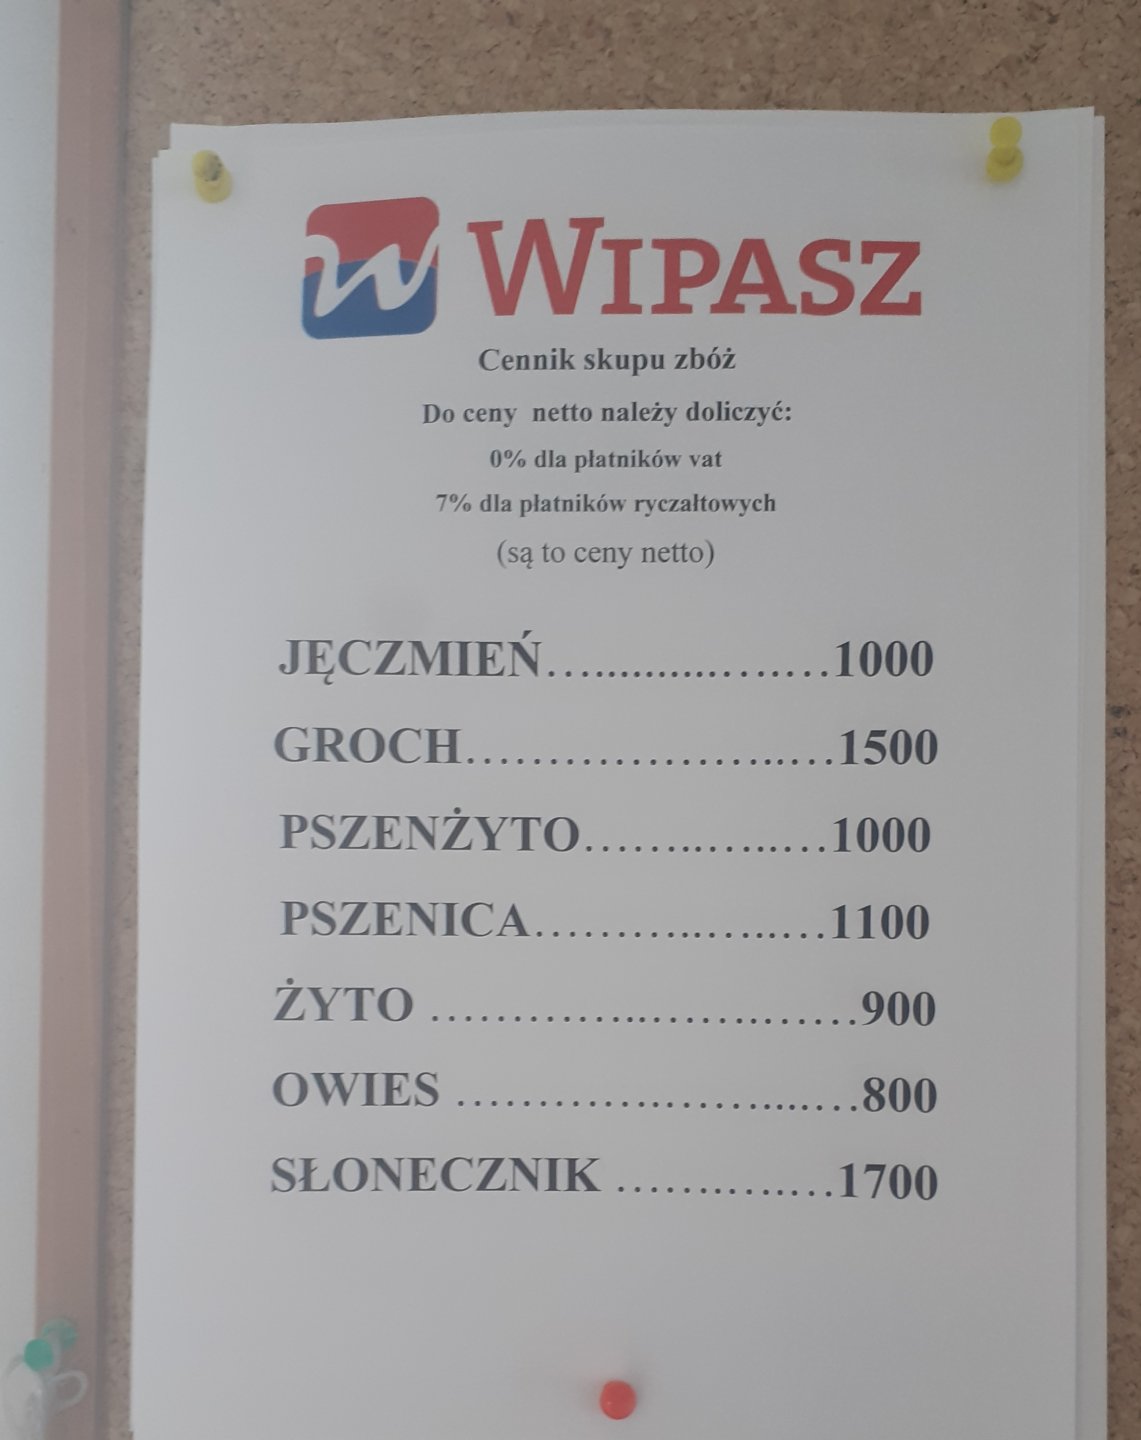 WIPASZ
Cennik skupu zbóż
Do ceny  netto należy doliczyć:
0% dla płatników vat
7% dla płatników ryczałtowych
(są to ceny netto)
JĘCZMIEŃ…...........…….…1000
GROCH…………………..….1500
PSZENŻYTO……..…..….1000
PSZENICA………..…..….1100
ŻYTO …………..…….……….900
OWIES ………….……......….800
SŁONECZNIK ………..….1700